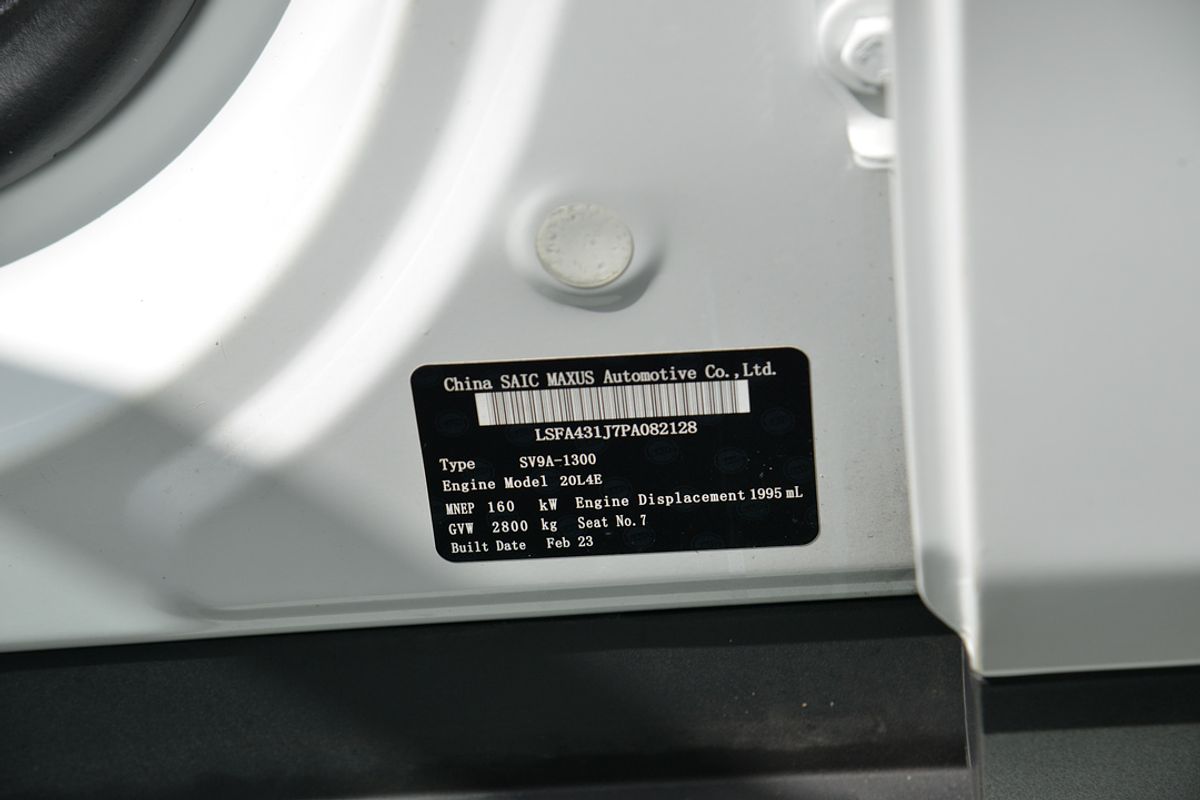 China SAIC MAXUS Automotive Co.,Ltd.
LSFA431J7PA082128
Type SV9A-1300
Engine Model 20L4E
MNEP 160 kW Engine Displacement 1995 mL
GVW 2800 kg Seat No.7
Built Date Feb 23